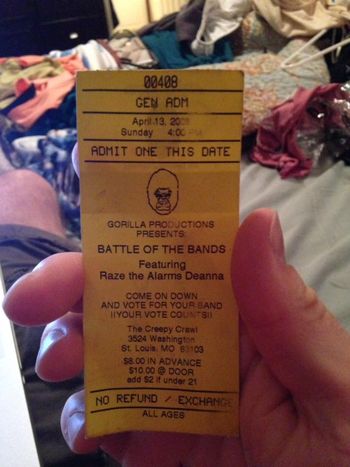 00408
GEN ADM
April 13, 2008
Sunday 4:00 PM
ADMIT ONE THIS DATE
GORILLA PRODUCTIONS
PRESENTS:
BATTLE OF THE BANDS
Featuring
Raze the Alarms Deanna
COME ON DOWN
AND VOTE FOR YOUR BAND
!!YOUR VOTE COUNTS!!
The Creepy Crawl
3524 Washington
St. Louis, MO 63103
$8.00 IN ADVANCE
$10.00 @ DOOR
add $2 if under 21
NO REFUND / EXCHANGE
ALL AGES